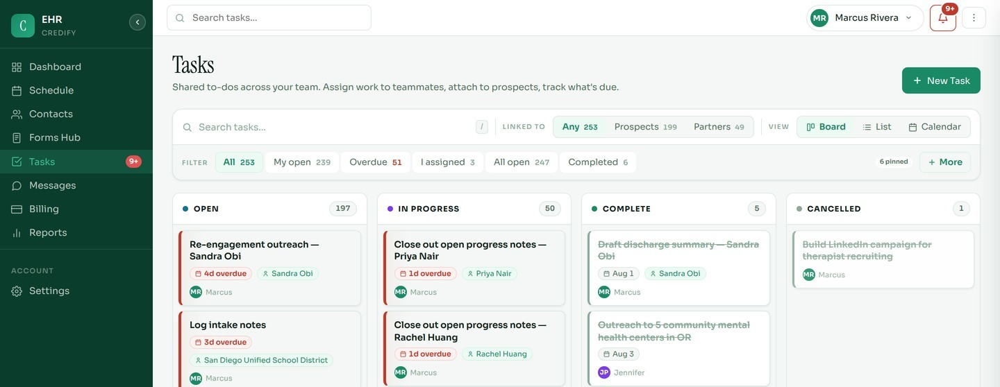 C
EHR
CREDIFY
Dashboard
Schedule
Contacts
Forms Hub
Tasks 9+
Messages
Billing
Reports
ACCOUNT
Settings
Search tasks...
MR Marcus Rivera
9+
Tasks
Shared to-dos across your team. Assign work to teammates, attach to prospects, track what's due.
+ New Task
Search tasks... /
LINKED TO Any 253 Prospects 199 Partners 49
VIEW Board List Calendar
FILTER All 253 My open 239 Overdue 51 I assigned 3 All open 247 Completed 6
6 pinned + More
OPEN 197
Re-engagement outreach —
Sandra Obi
4d overdue Sandra Obi
MR Marcus
Log intake notes
3d overdue
San Diego Unified School District
MR Marcus
IN PROGRESS 50
Close out open progress notes —
Priya Nair
1d overdue Priya Nair
MR Marcus
Close out open progress notes —
Rachel Huang
1d overdue Rachel Huang
MR Marcus
COMPLETE 5
Draft discharge summary — Sandra
Obi
Aug 1 Sandra Obi
MR Marcus
Outreach to 5 community mental
health centers in OR
Aug 3
JP Jennifer
CANCELLED 1
Build LinkedIn campaign for
therapist recruiting
MR Marcus